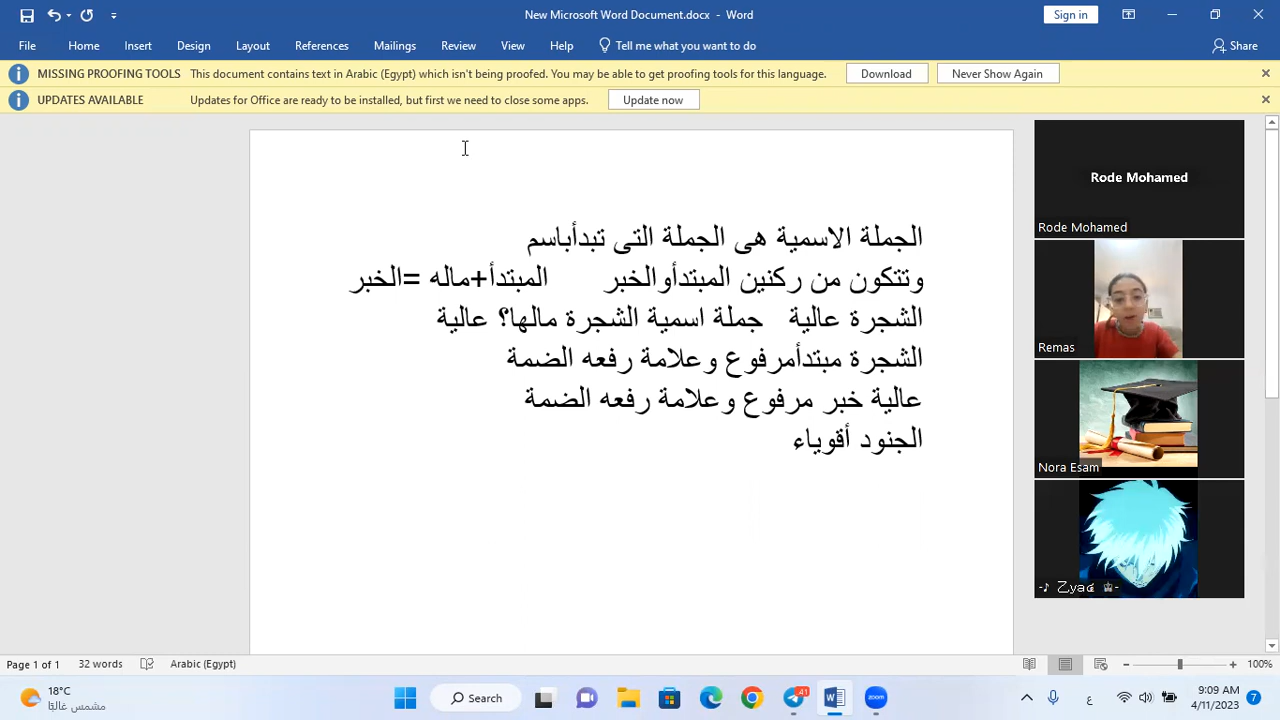 New Microsoft Word Document.docx - Word
Sign in
File Home Insert Design Layout References Mailings Review View Help Tell me what you want to do Share
MISSING PROOFING TOOLS This document contains text in Arabic (Egypt) which isn't being proofed. You may be able to get proofing tools for this language. Download Never Show Again
UPDATES AVAILABLE Updates for Office are ready to be installed, but first we need to close some apps. Update now
الجملة الاسمية هى الجملة التى تبدأباسم
وتتكون من ركنين المبتدأوالخبر المبتدأ+ماله =الخبر
الشجرة عالية جملة اسمية الشجرة مالها؟ عالية
الشجرة مبتدأمرفوع وعلامة رفعه الضمة
عالية خبر مرفوع وعلامة رفعه الضمة
الجنود أقوياء
Rode Mohamed
Rode Mohamed
Remas
Nora Esam
Page 1 of 1 32 words Arabic (Egypt) 100%
18°C
مشمس غالبًا
Search
41
ع
9:09 AM
4/11/2023
7